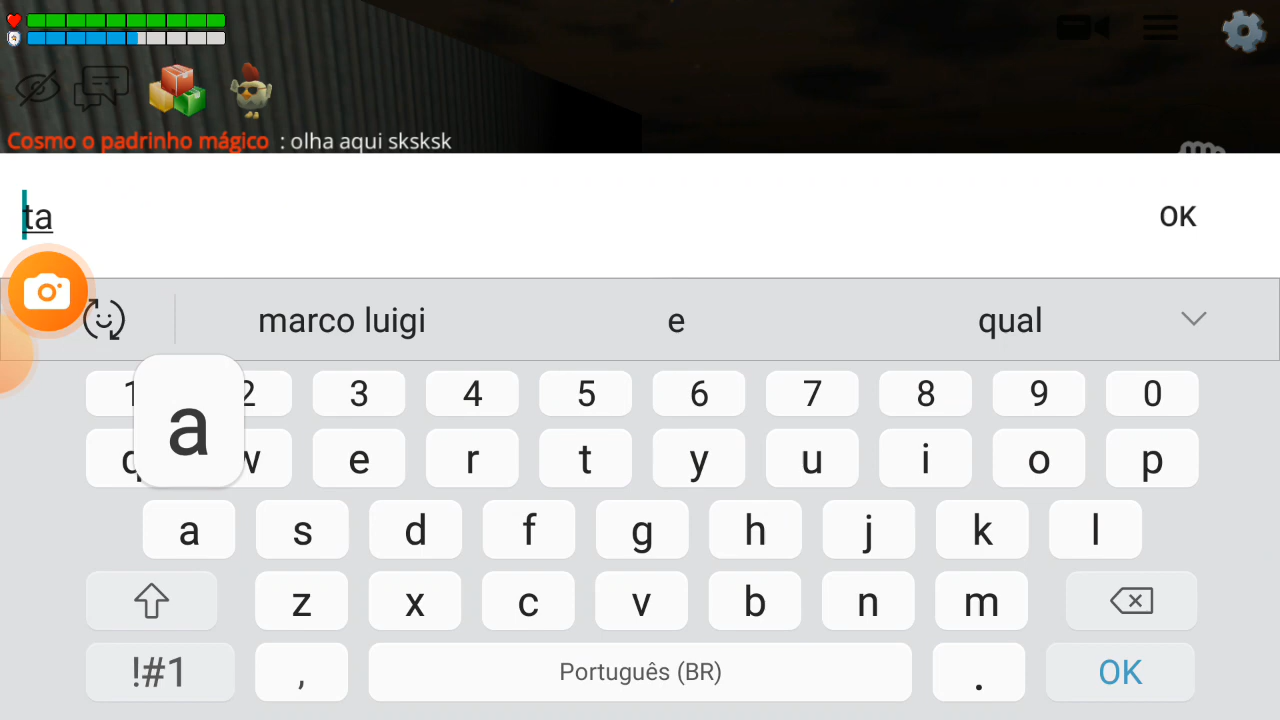 Cosmo o padrinho mágico : olha aqui sksksk
ta
OK
marco luigi e qual
1 2 3 4 5 6 7 8 9 0
a
q w e r t y u i o p
a s d f g h j k l
z x c v b n m
!#1 , Português (BR) . OK